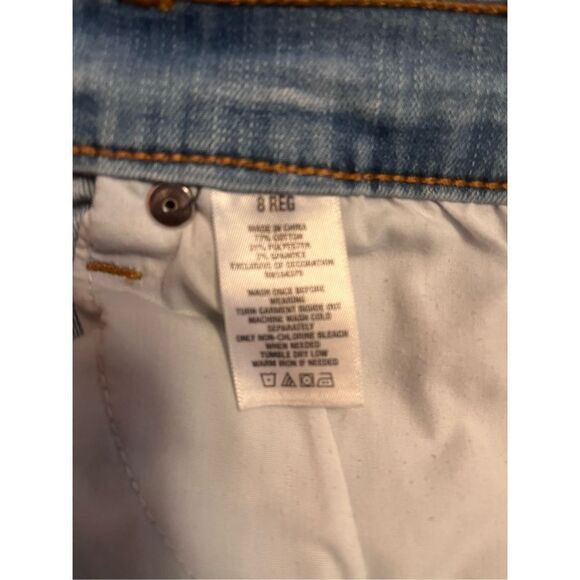 8 REG
MADE IN CHINA
77% COTTON
POLYESTER
2% SPANDEX
EXCLUSIVE OF DECORATION
WASH ONCE BEFORE
WEARING
TURN GARMENT INSIDE OUT
MACHINE WASH COLD
SEPARATELY
ONLY NON-CHLORINE BLEACH
WHEN NEEDED
TUMBLE DRY LOW
WARM IRON IF NEEDED